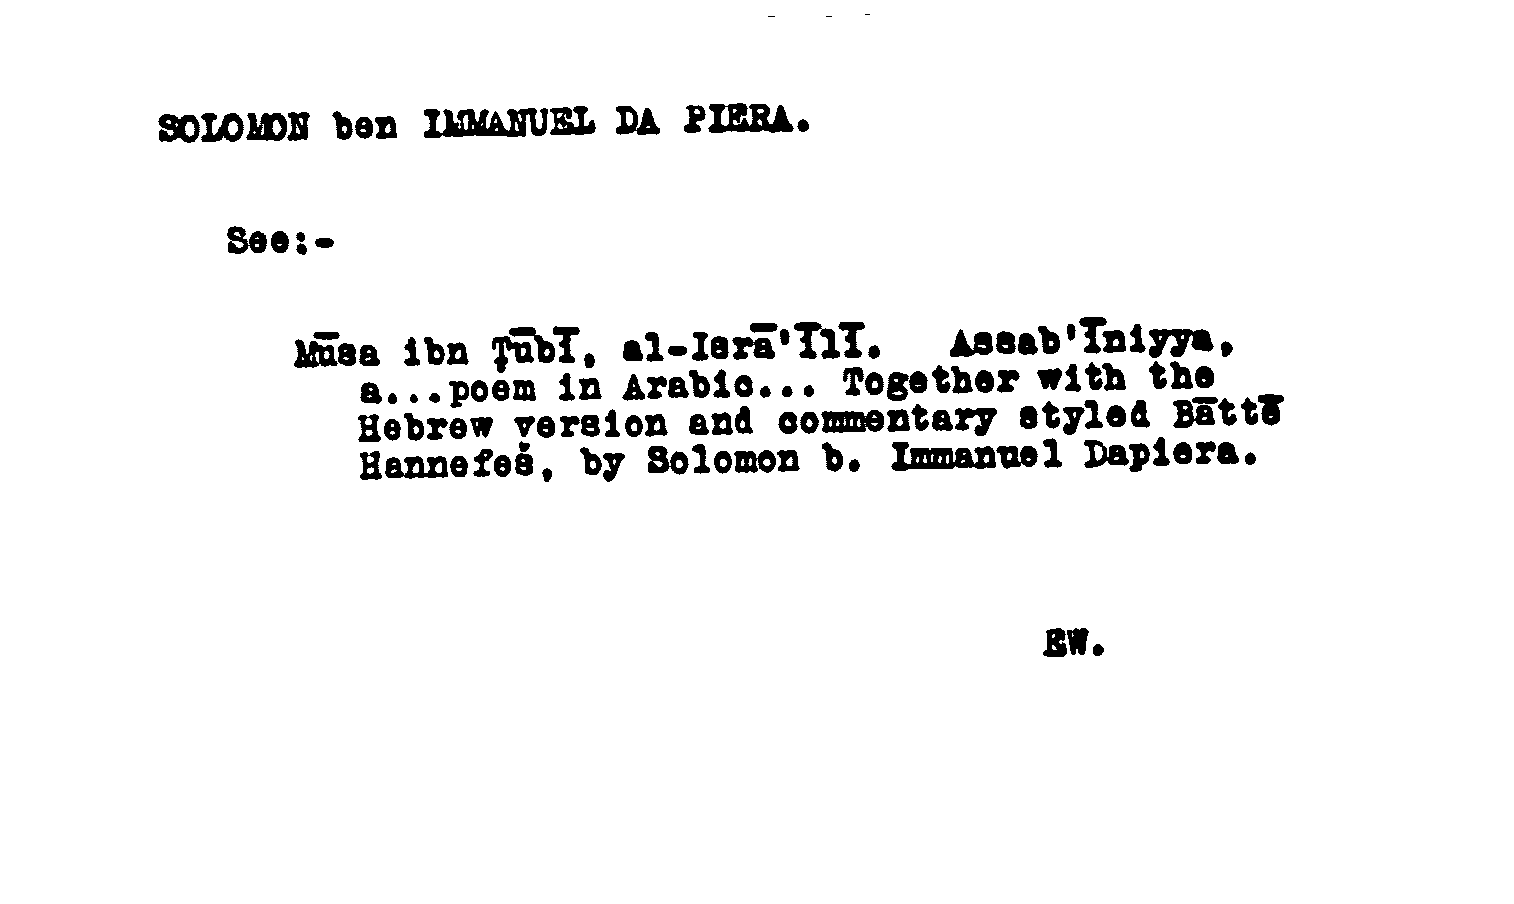 SOLOMON ben IMMANUEL DA PIERA.
See:-
Mūsa ibn Ṭūbī, al-Isrā'īlī. Assab'īniyya,
a...poem in Arabic... Together with the
Hebrew version and commentary styled Bāttē
Hannefeš, by Solomon b. Immanuel Dapiera.
EW.